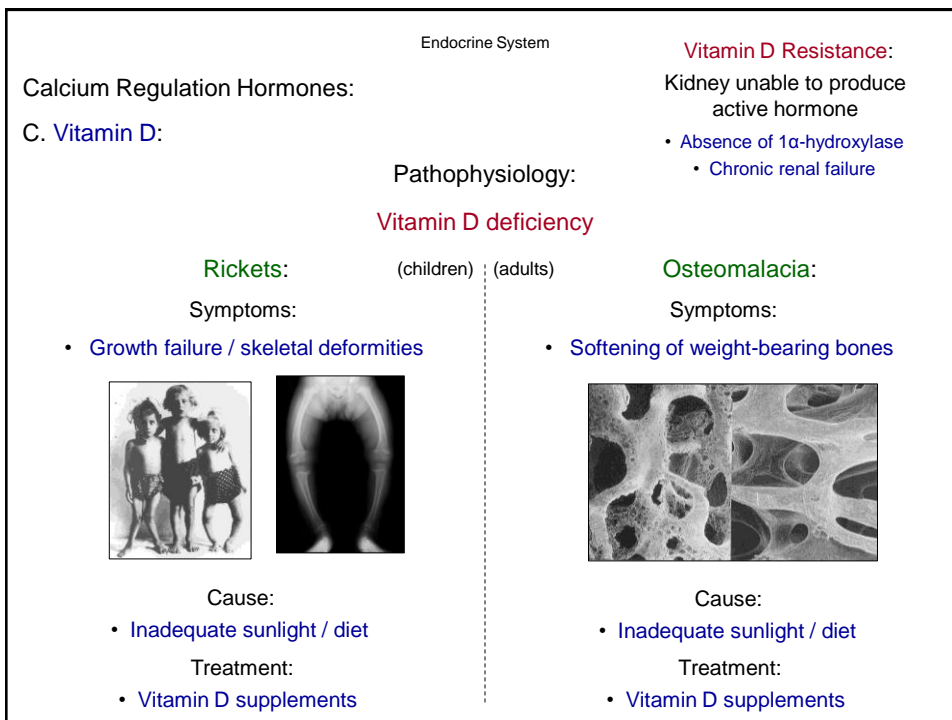 Endocrine System
Calcium Regulation Hormones:
C. Vitamin D:
Vitamin D Resistance:
Kidney unable to produce
active hormone
• Absence of 1α-hydroxylase
• Chronic renal failure
Pathophysiology:
Vitamin D deficiency
Rickets:
(children)
(adults)
Osteomalacia:
Symptoms:
• Growth failure / skeletal deformities
Cause:
• Inadequate sunlight / diet
Treatment:
• Vitamin D supplements
Symptoms:
• Softening of weight-bearing bones
Cause:
• Inadequate sunlight / diet
Treatment:
• Vitamin D supplements